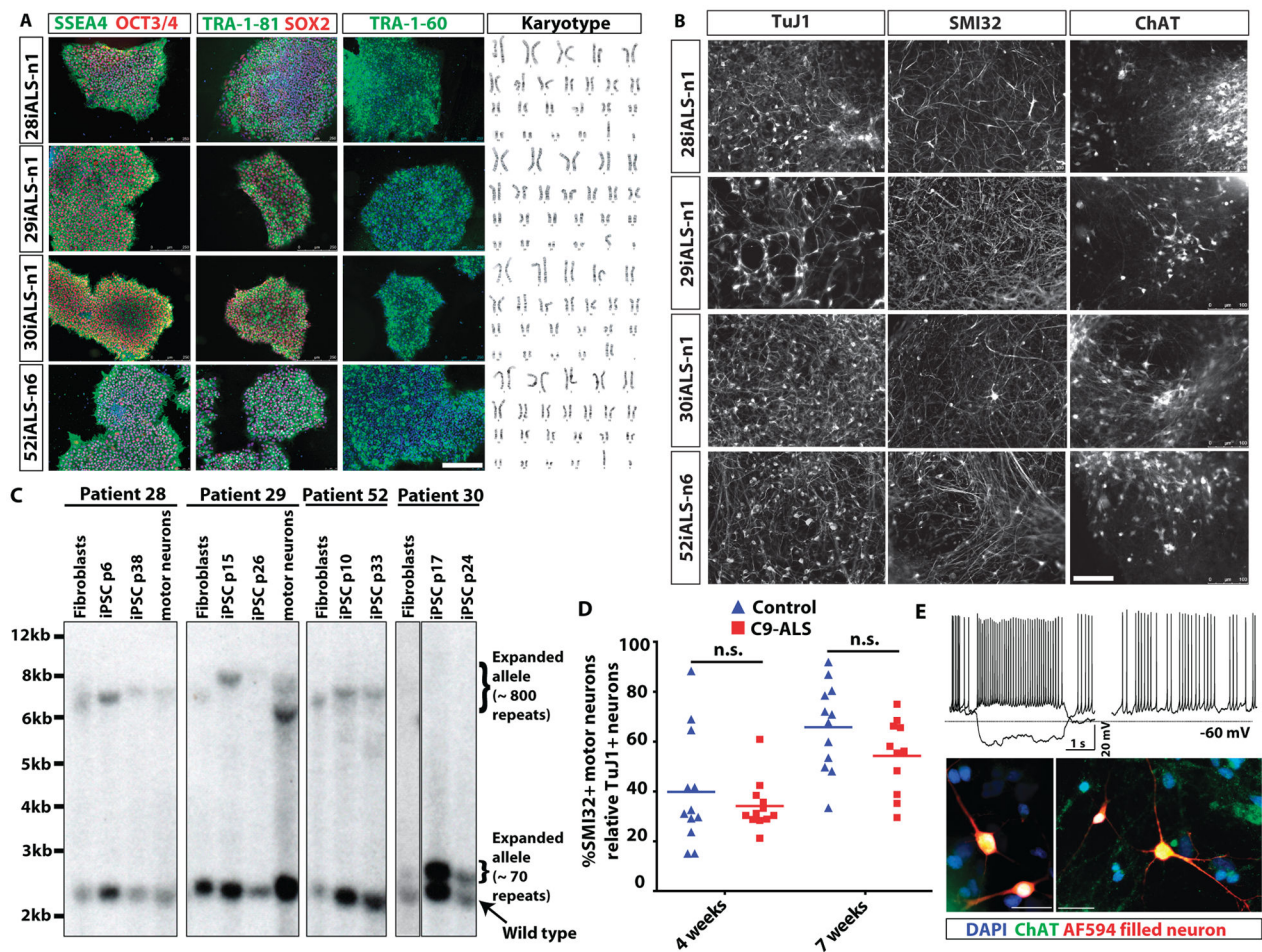 A
SSEA4 OCT3/4
TRA-1-81 SOX2
TRA-1-60
Karyotype
28iALS-n1
29iALS-n1
30iALS-n1
52iALS-n6
B
TuJ1
SMI32
ChAT
28iALS-n1
29iALS-n1
30iALS-n1
52iALS-n6
C
Patient 28
Patient 29
Patient 52
Patient 30
Fibroblasts
iPSC p6
iPSC p38
motor neurons
Fibroblasts
iPSC p15
iPSC p26
motor neurons
Fibroblasts
iPSC p10
iPSC p33
Fibroblasts
iPSC p17
iPSC p24
12kb
8kb
6kb
5kb
4kb
3kb
2kb
Expanded
allele
(~ 800
repeats)
Expanded
allele
(~ 70
repeats)
Wild type
D
Control
C9-ALS
n.s.
n.s.
%SMI32+ motor neurons
relative TuJ1+ neurons
100
80
60
40
20
0
4 weeks
7 weeks
E
1 s
20 mV
-60 mV
DAPI ChAT AF594 filled neuron